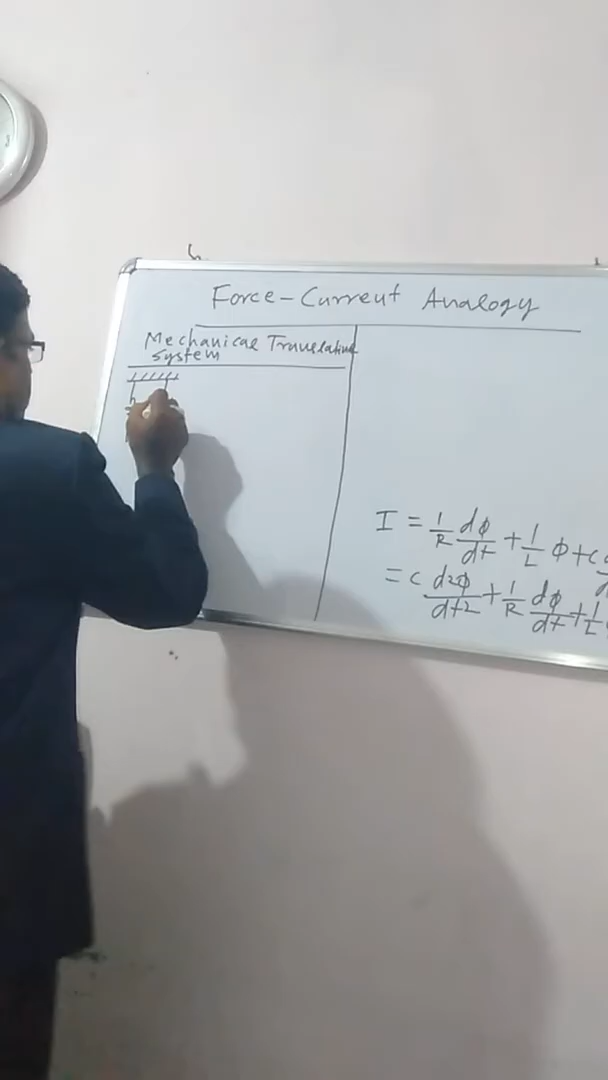 Force-Current Analogy
Mechanical Translational
System
I = 1/R dφ/dt + 1/L φ + C
= C d2φ/dt2 + 1/R dφ/dt + 1/L